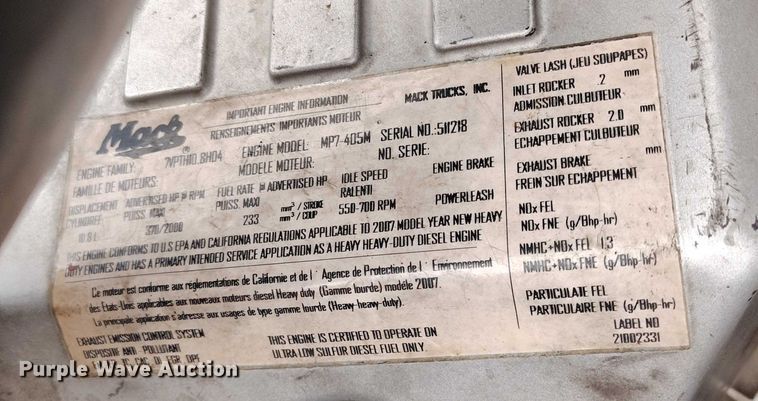 Mack
IMPORTANT ENGINE INFORMATION
RENSEIGNEMENTS IMPORTANTS MOTEUR
MACK TRUCKS, INC.
ENGINE FAMILY: 7VPTH10.8H04 ENGINE MODEL: MP7-405M SERIAL NO.:511218
FAMILLE DE MOTEURS: MODELE MOTEUR: NO. SERIE:
DISPLACEMENT ADVERTISED HP @ RPM FUEL RATE @ ADVERTISED HP IDLE SPEED ENGINE BRAKE
CYLINDREE PUISS. MAXI PUISS. MAXI RALENTI
10.8L 370/2000 233 mm³ / STROKE mm³ / COUP 550-700 RPM POWERLEASH
THIS ENGINE CONFORMS TO U.S EPA AND CALIFORNIA REGULATIONS APPLICABLE TO 2007 MODEL YEAR NEW HEAVY
DUTY ENGINES AND HAS A PRIMARY INTENDED SERVICE APPLICATION AS A HEAVY HEAVY-DUTY DIESEL ENGINE
Ce moteur est conforme aux réglementations de Californie et de l' Agence de Protection de l' Environnement
des Etats-Unis applicables aux nouveaux moteurs diesel Heavy duty (Gamme lourde) modèle 2007.
La principale application s'adresse aux usages de type gamme lourde (Heavy-heavy-duty).
EXHAUST EMISSION CONTROL SYSTEM
DISPOSITIF ANTI - POLLUTANT
EGR, DPF
THIS ENGINE IS CERTIFIED TO OPERATE ON
ULTRA LOW SULFUR DIESEL FUEL ONLY.
VALVE LASH (JEU SOUPAPES)
INLET ROCKER .2 mm
ADMISSION CULBUTEUR
EXHAUST ROCKER 2.0 mm
ECHAPPEMENT CULBUTEUR
EXHAUST BRAKE mm
FREIN SUR ECHAPPEMENT
NOx FEL
NOx FNE (g/Bhp-hr)
NMHC+NOx FEL 1.3
NMHC+NOx FNE (g/Bhp-hr)
PARTICULATE FEL
PARTICULAIRE FNE (g/Bhp-hr)
LABEL NO
21002331
Purple Wave Auction